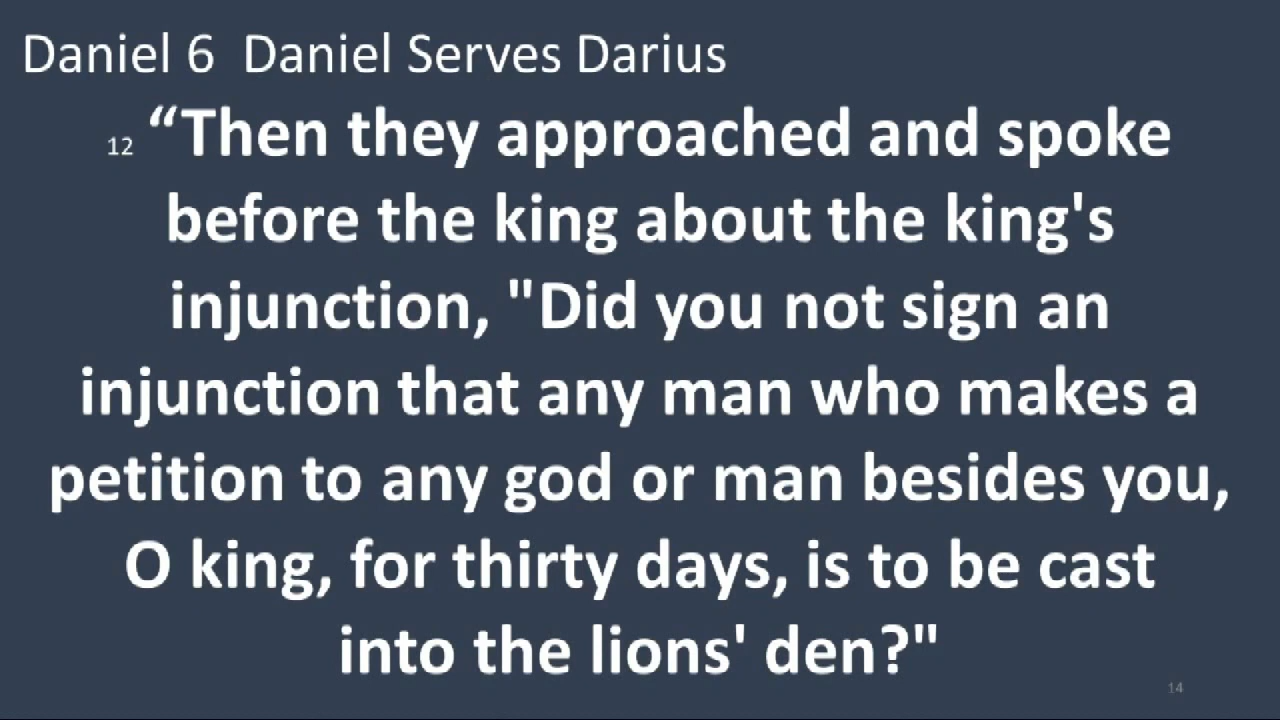 Daniel 6  Daniel Serves Darius
12 “Then they approached and spoke
before the king about the king's
injunction, "Did you not sign an
injunction that any man who makes a
petition to any god or man besides you,
O king, for thirty days, is to be cast
into the lions' den?"
14